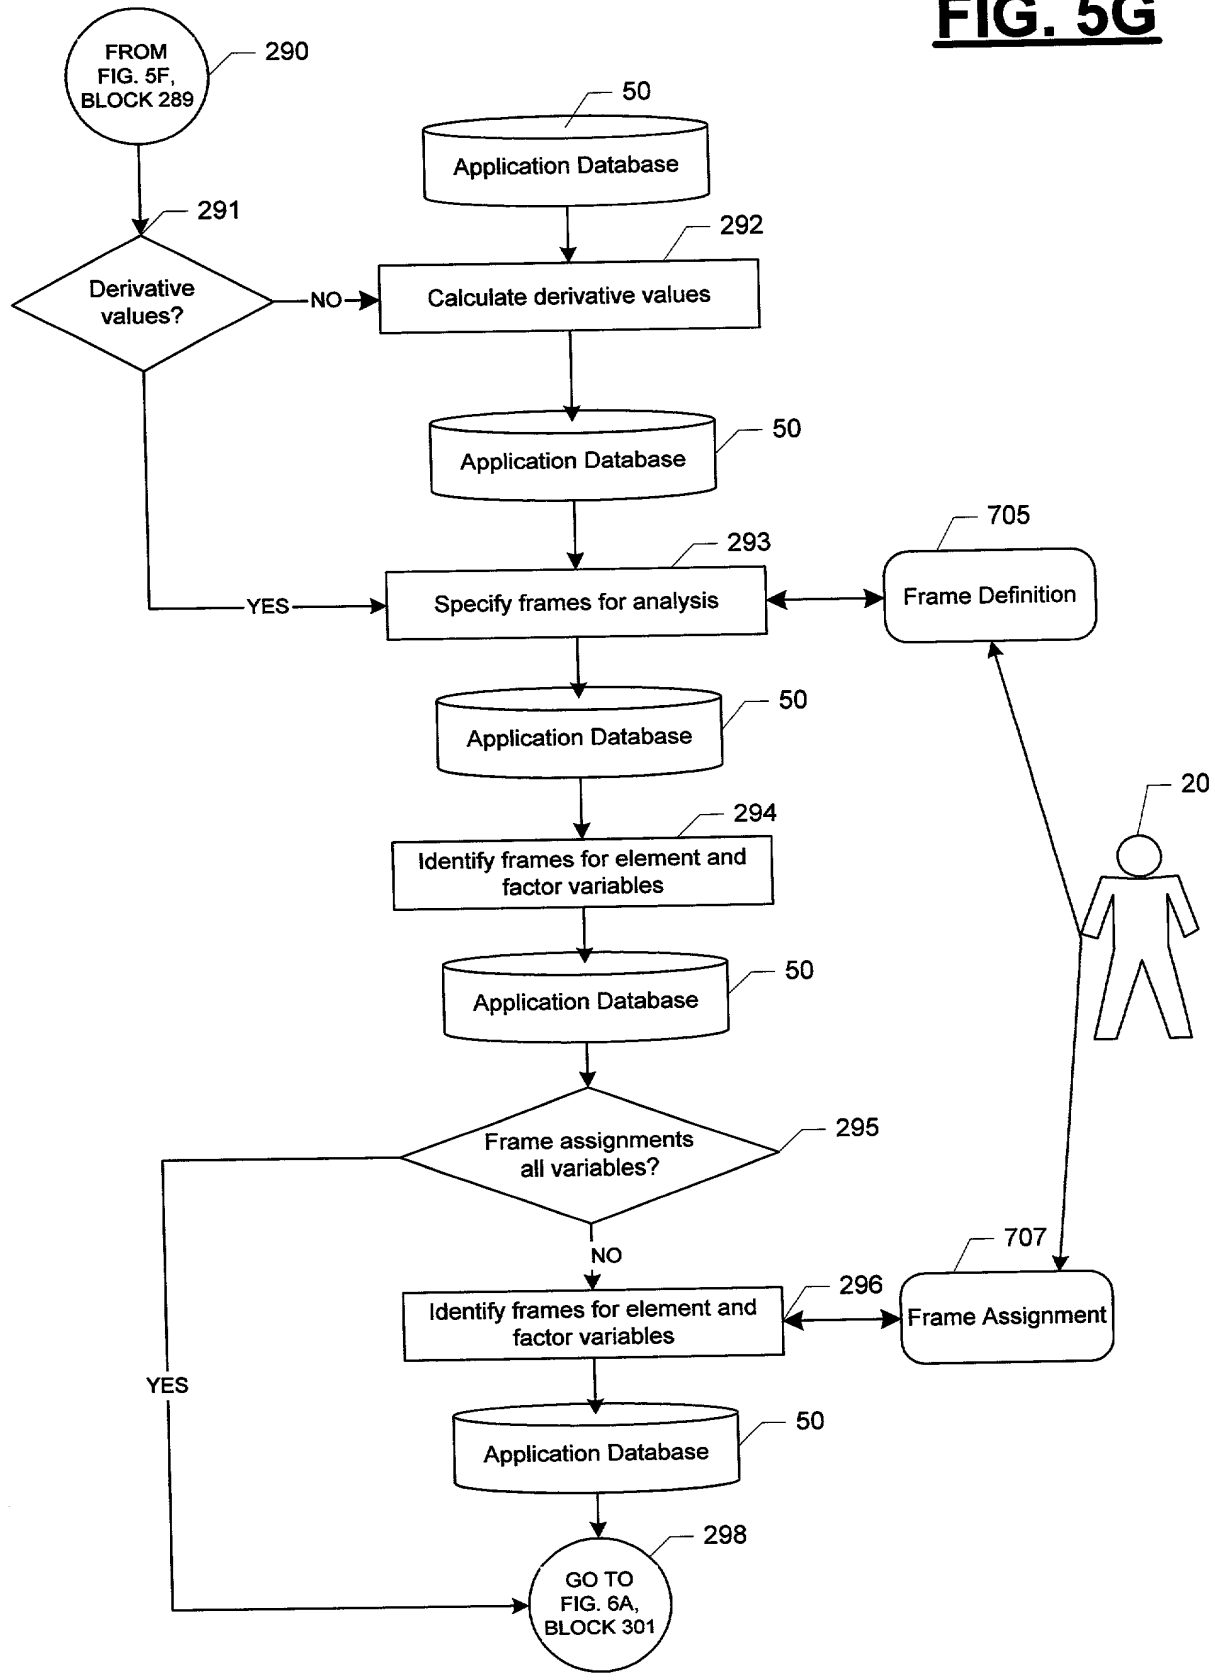 FIG. 5G
FROM
FIG. 5F,
BLOCK 289
290
50
Application Database
291
292
Derivative
values?
NO
Calculate derivative values
50
Application Database
293
705
YES
Specify frames for analysis
Frame Definition
50
Application Database
20
294
Identify frames for element and
factor variables
50
Application Database
295
Frame assignments
all variables?
NO
707
296
Identify frames for element and
factor variables
Frame Assignment
YES
50
Application Database
298
GO TO
FIG. 6A,
BLOCK 301